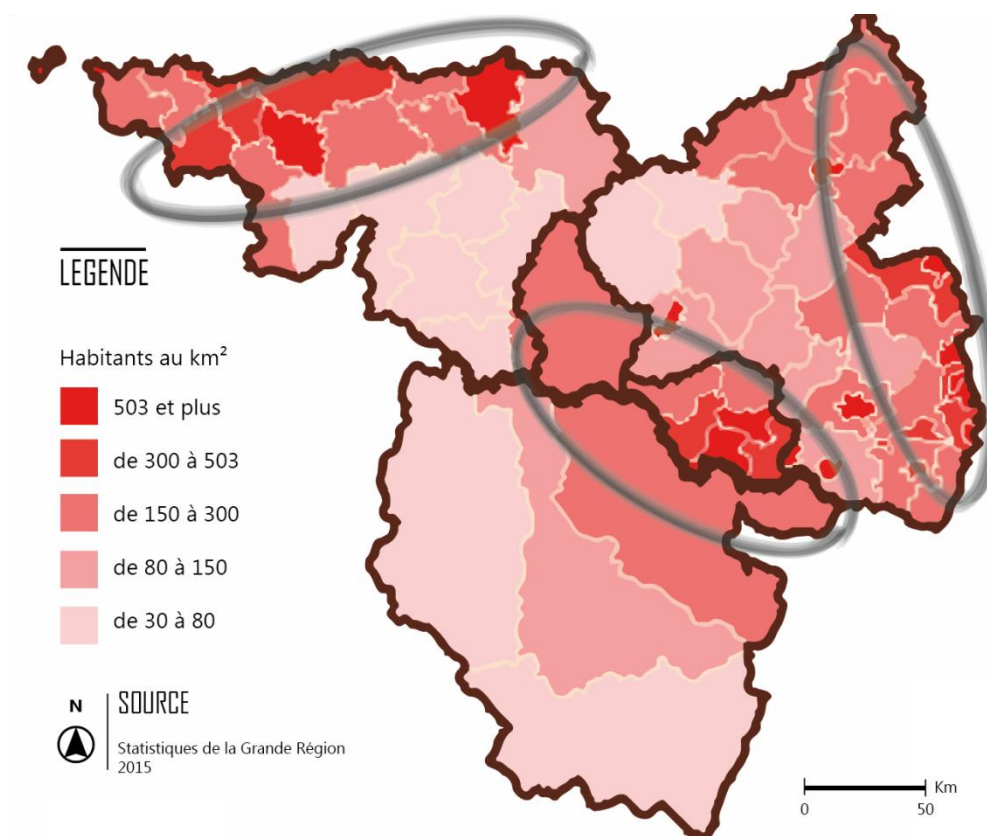 LEGENDE
Habitants au km²
503 et plus
de 300 à 503
de 150 à 300
de 80 à 150
de 30 à 80
N
SOURCE
Statistiques de la Grande Région
2015
Km
0 50